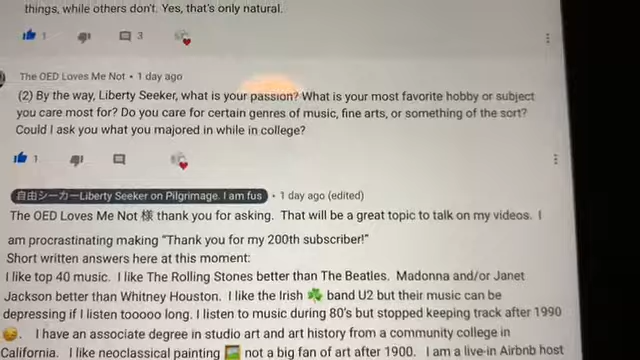 things, while others don't. Yes, that's only natural.
1 3
The OED Loves Me Not • 1 day ago
(2) By the way, Liberty Seeker, what is your passion? What is your most favorite hobby or subject
you care most for? Do you care for certain genres of music, fine arts, or something of the sort?
Could I ask you what you majored in while in college?
1
自由シーカーLiberty Seeker on Pilgrimage. I am fus • 1 day ago (edited)
The OED Loves Me Not 様 thank you for asking. That will be a great topic to talk on my videos. I
am procrastinating making "Thank you for my 200th subscriber!"
Short written answers here at this moment:
I like top 40 music. I like The Rolling Stones better than The Beatles. Madonna and/or Janet
Jackson better than Whitney Houston. I like the Irish ☘️ band U2 but their music can be
depressing if I listen tooooo long. I listen to music during 80's but stopped keeping track after 1990
😔. I have an associate degree in studio art and art history from a community college in
California. I like neoclassical painting 🖼️ not a big fan of art after 1900. I am a live-in Airbnb host